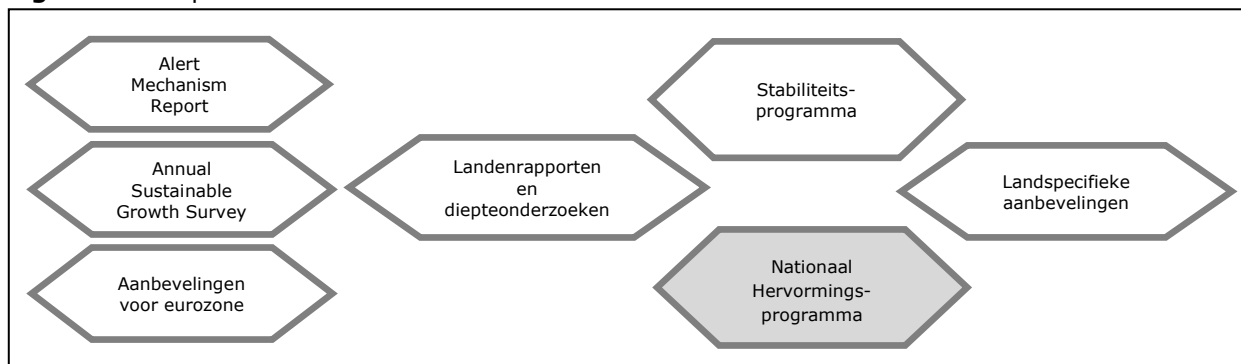 Alert
Mechanism
Report
Annual
Sustainable
Growth Survey
Aanbevelingen
voor eurozone
Landenrapporten
en
diepteonderzoeken
Stabiliteits-
programma
Nationaal
Hervormings-
programma
Landspecifieke
aanbevelingen